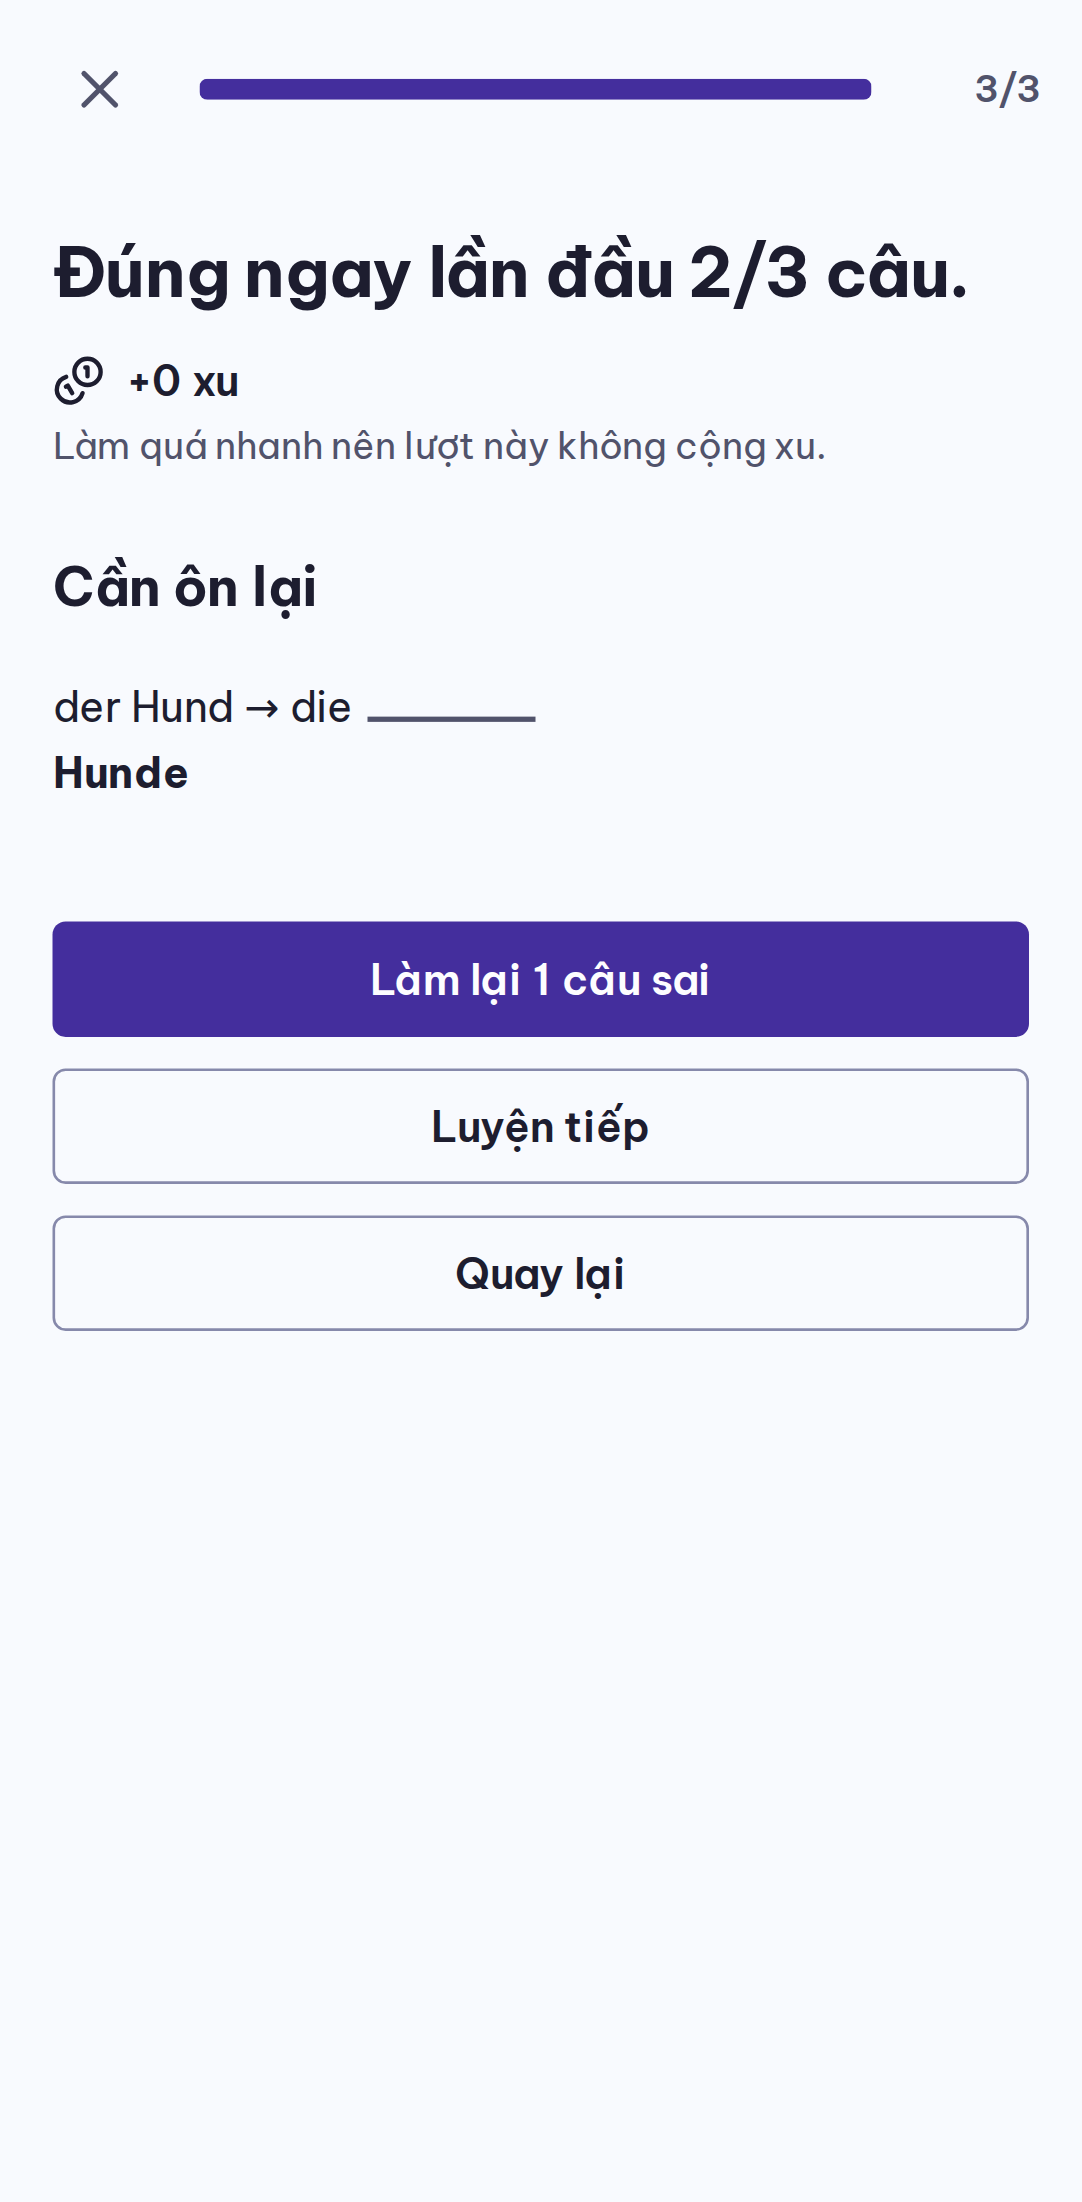 3/3
Đúng ngay lần đầu 2/3 câu.
+0 xu
Làm quá nhanh nên lượt này không cộng xu.
Cần ôn lại
der Hund → die ______
Hunde
Làm lại 1 câu sai
Luyện tiếp
Quay lại